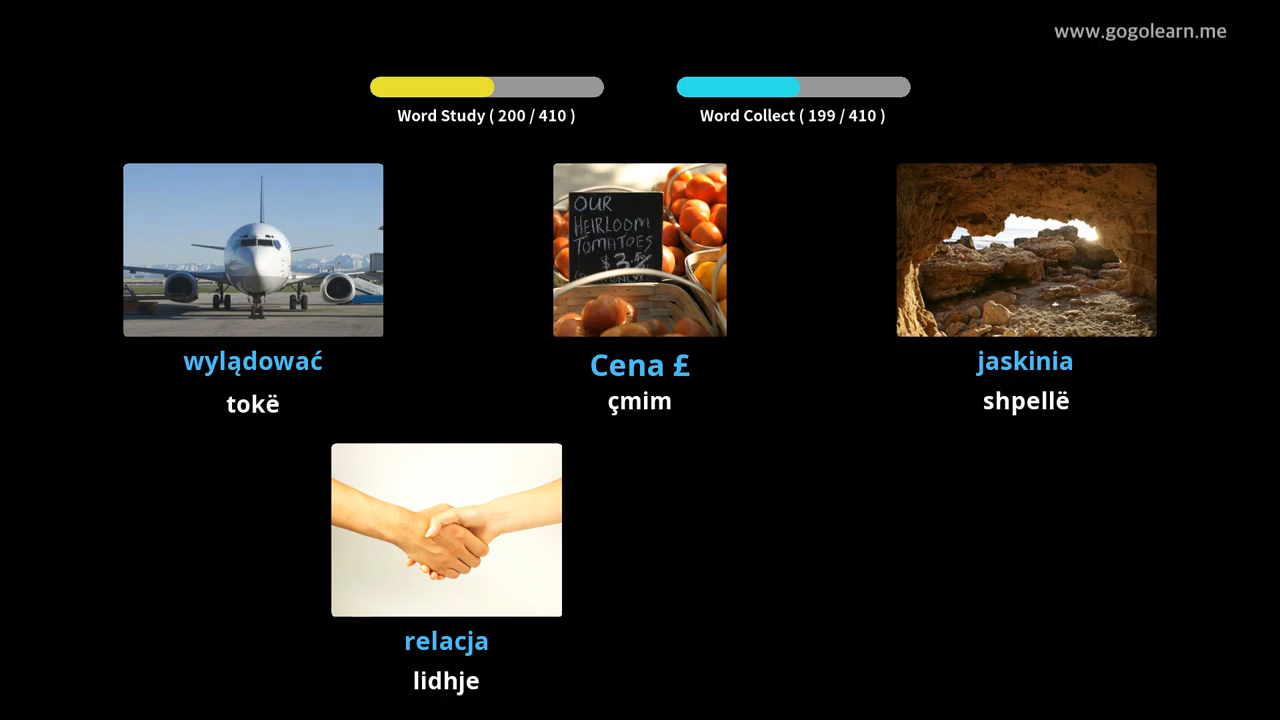 www.gogolearn.me
Word Study ( 200 / 410 )
Word Collect ( 199 / 410 )
OUR
HEIRLOOM
TOMATOES
wylądować
Cena £
jaskinia
tokë
çmim
shpellë
relacja
lidhje